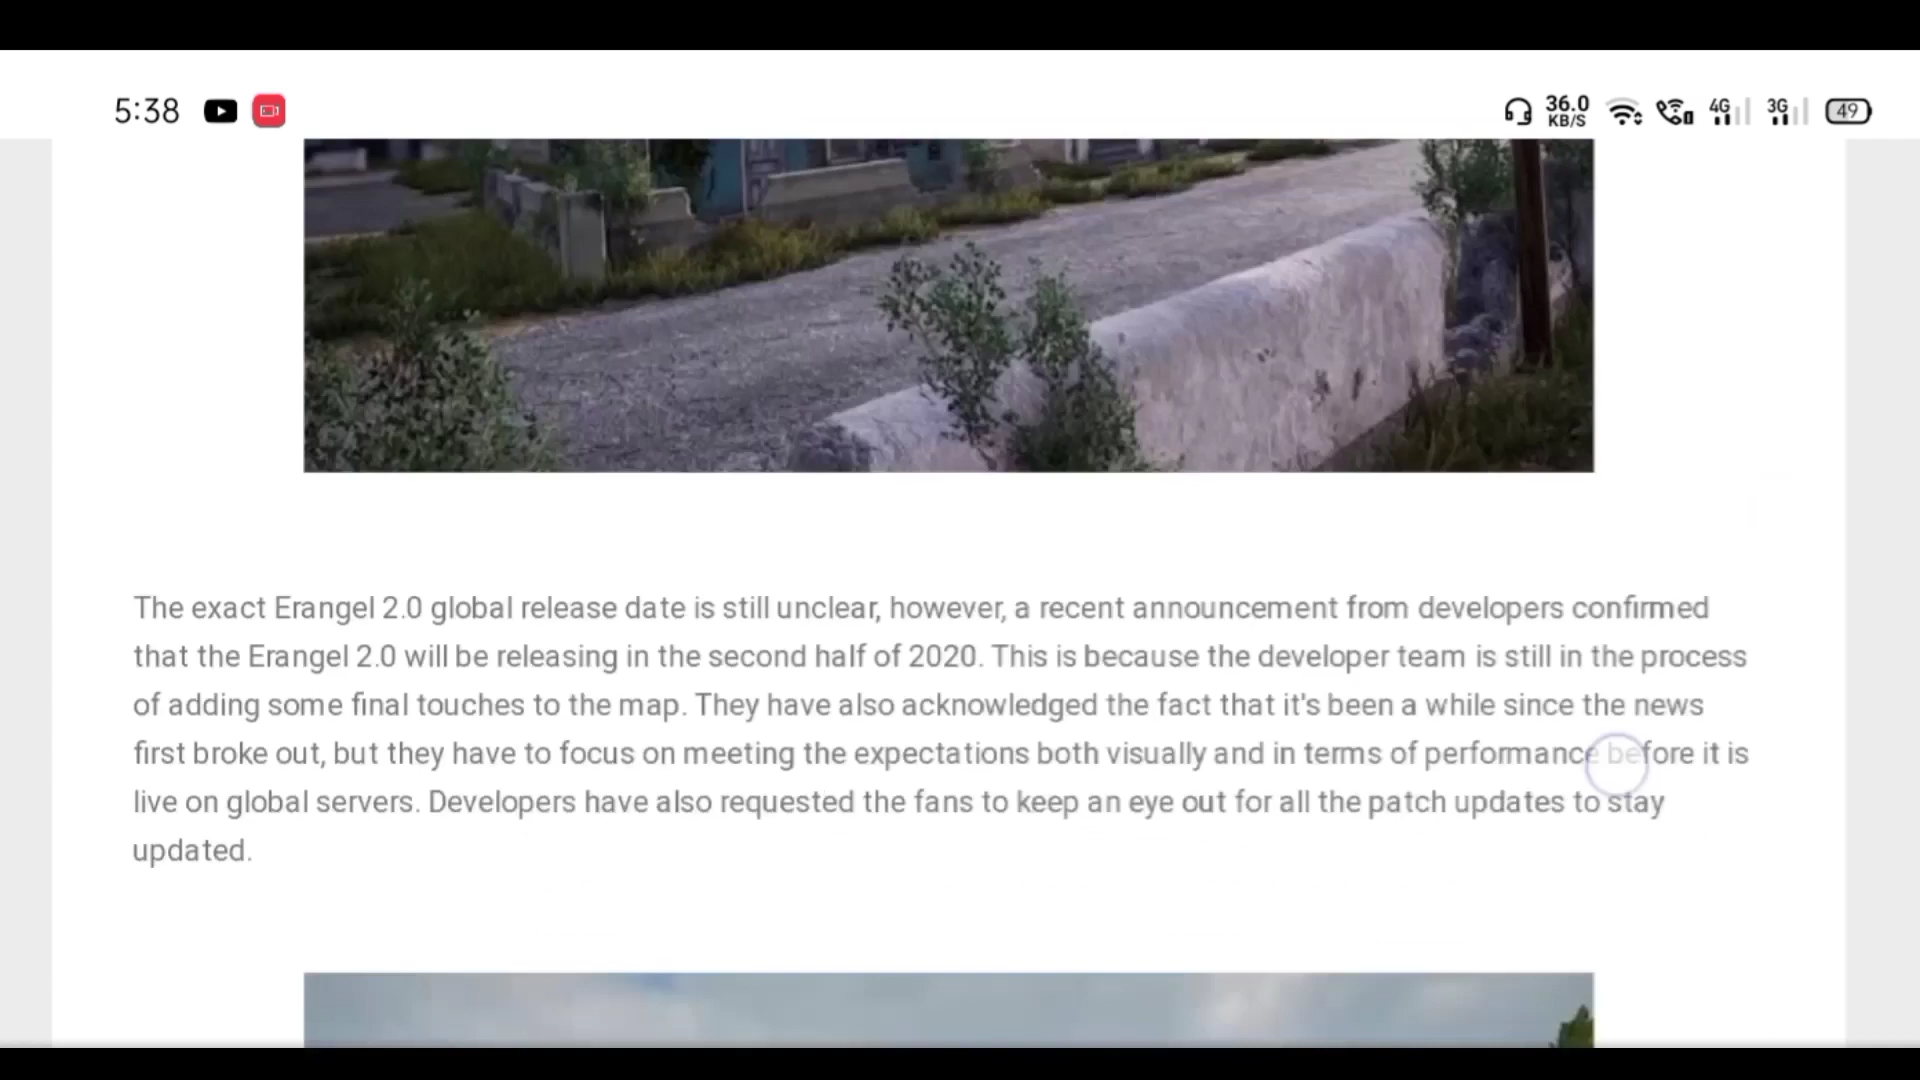 5:38 36.0 KB/S 4G 3G 49
The exact Erangel 2.0 global release date is still unclear, however, a recent announcement from developers confirmed
that the Erangel 2.0 will be releasing in the second half of 2020. This is because the developer team is still in the process
of adding some final touches to the map. They have also acknowledged the fact that it's been a while since the news
first broke out, but they have to focus on meeting the expectations both visually and in terms of performance before it is
live on global servers. Developers have also requested the fans to keep an eye out for all the patch updates to stay
updated.